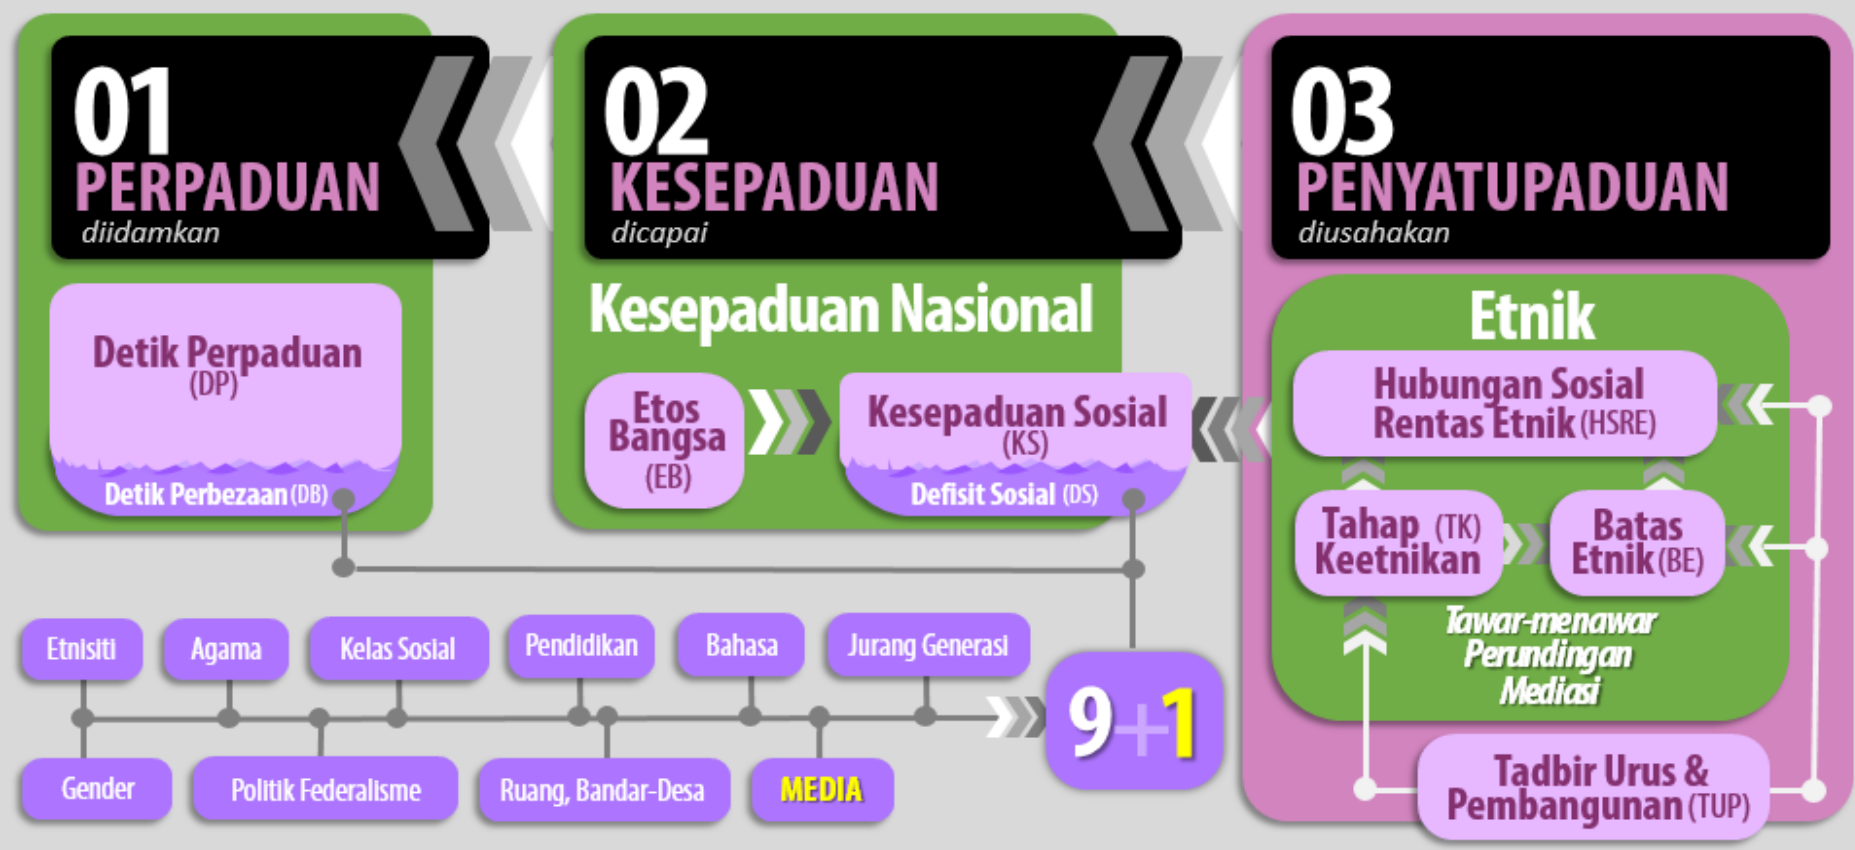 01
PERPADUAN
diidamkan
Detik Perpaduan
(DP)
Detik Perbezaan (DB)
02
KESEPADUAN
dicapai
Kesepaduan Nasional
Etos
Bangsa
(EB)
Kesepaduan Sosial
(KS)
Defisit Sosial (DS)
03
PENYATUPADUAN
diusahakan
Etnik
Hubungan Sosial
Rentas Etnik (HSRE)
Tahap (TK)
Keetnikan
Batas
Etnik (BE)
Tawar-menawar
Perundingan
Mediasi
Tadbir Urus &
Pembangunan (TUP)
Etnisiti
Agama
Kelas Sosial
Pendidikan
Bahasa
Jurang Generasi
Gender
Politik Federalisme
Ruang, Bandar-Desa
MEDIA
9+1